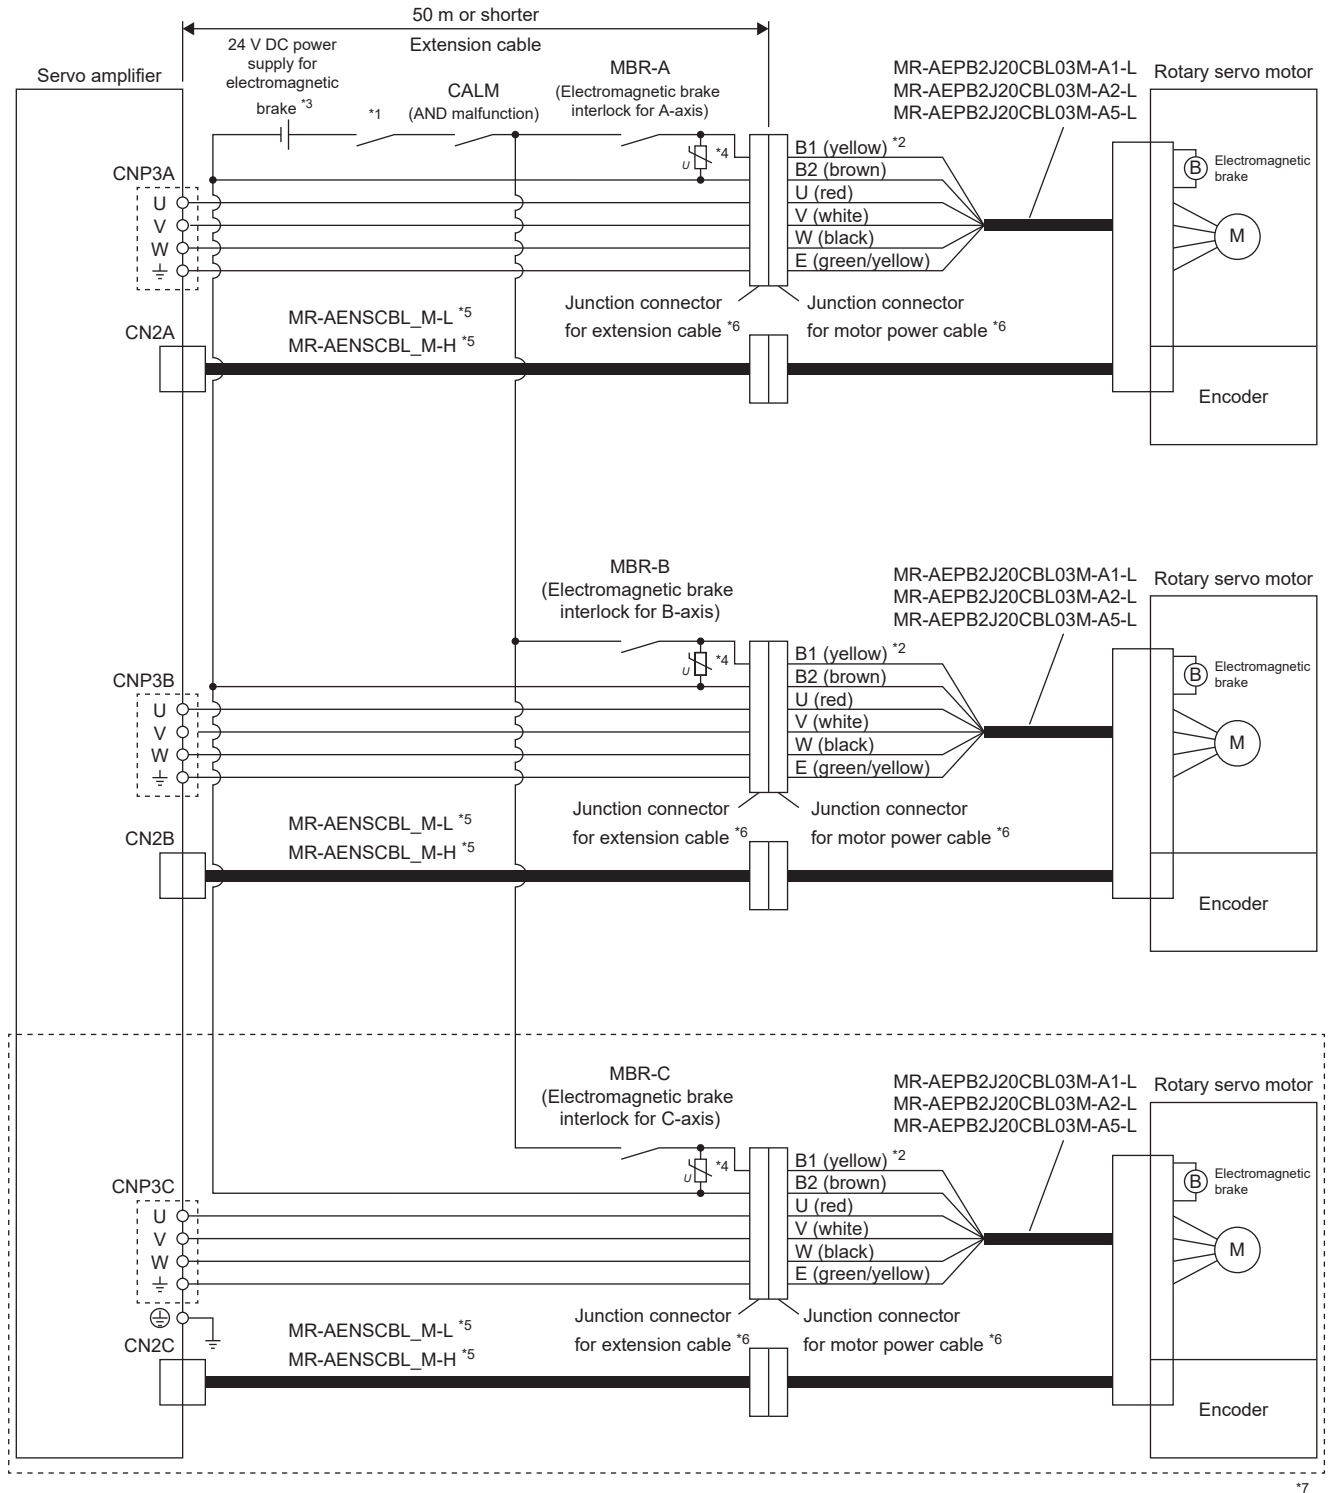 50 m or shorter
Extension cable
24 V DC power
supply for
electromagnetic
brake *3
*1
CALM
(AND malfunction)
MBR-A
(Electromagnetic brake
interlock for A-axis)
MR-AEPB2J20CBL03M-A1-L
MR-AEPB2J20CBL03M-A2-L
MR-AEPB2J20CBL03M-A5-L
Servo amplifier
Rotary servo motor
U
*4
B1 (yellow) *2
B2 (brown)
U (red)
V (white)
W (black)
E (green/yellow)
B
Electromagnetic
brake
M
CNP3A
U
V
W
Junction connector
for extension cable *6
Junction connector
for motor power cable *6
CN2A
MR-AENSCBL_M-L *5
MR-AENSCBL_M-H *5
Encoder
MBR-B
(Electromagnetic brake
interlock for B-axis)
MR-AEPB2J20CBL03M-A1-L
MR-AEPB2J20CBL03M-A2-L
MR-AEPB2J20CBL03M-A5-L
Rotary servo motor
U
*4
B1 (yellow) *2
B2 (brown)
U (red)
V (white)
W (black)
E (green/yellow)
B
Electromagnetic
brake
M
CNP3B
U
V
W
Junction connector
for extension cable *6
Junction connector
for motor power cable *6
CN2B
MR-AENSCBL_M-L *5
MR-AENSCBL_M-H *5
Encoder
MBR-C
(Electromagnetic brake
interlock for C-axis)
MR-AEPB2J20CBL03M-A1-L
MR-AEPB2J20CBL03M-A2-L
MR-AEPB2J20CBL03M-A5-L
Rotary servo motor
U
*4
B1 (yellow) *2
B2 (brown)
U (red)
V (white)
W (black)
E (green/yellow)
B
Electromagnetic
brake
M
CNP3C
U
V
W
Junction connector
for extension cable *6
Junction connector
for motor power cable *6
CN2C
MR-AENSCBL_M-L *5
MR-AENSCBL_M-H *5
Encoder
*7